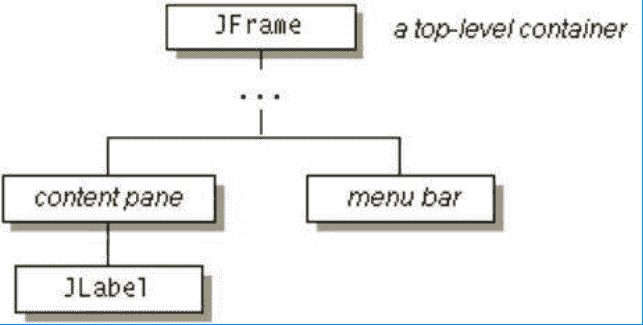 JFrame
a top-level container
...
content pane
menu bar
JLabel